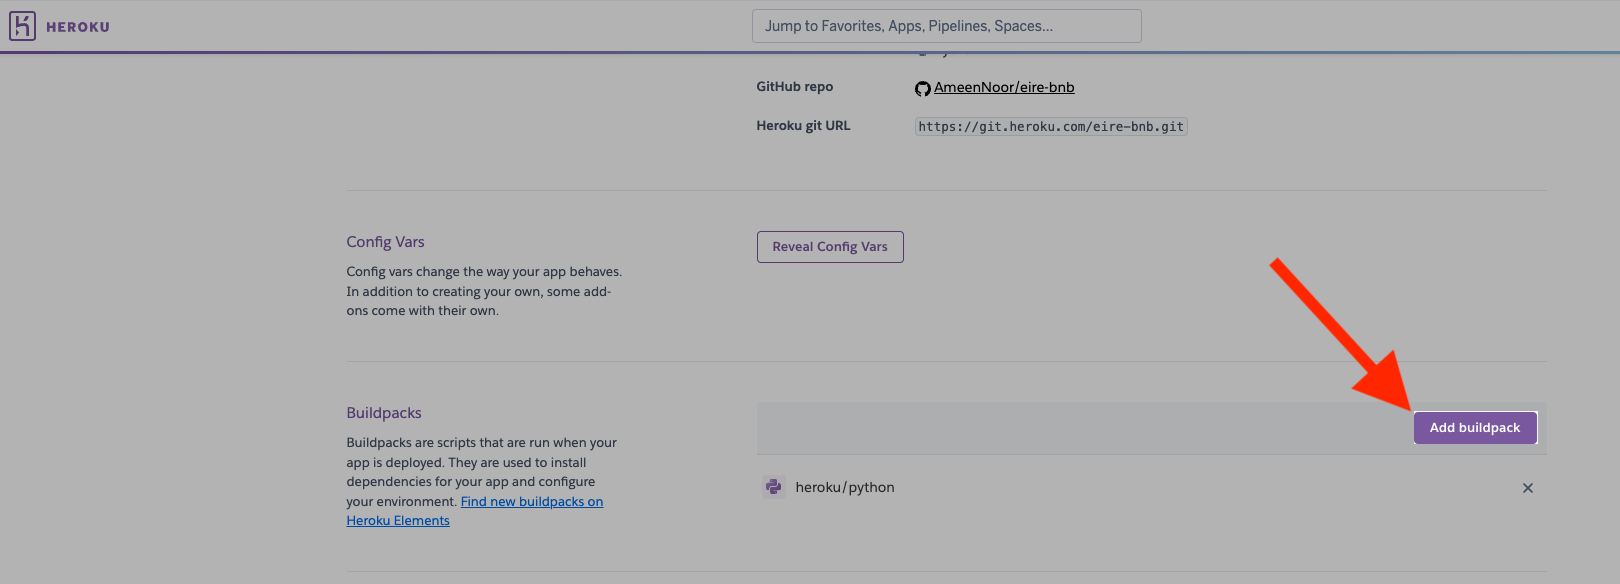 HEROKU
Jump to Favorites, Apps, Pipelines, Spaces...
GitHub repo
AmeenNoor/eire-bnb
Heroku git URL
https://git.heroku.com/eire-bnb.git
Config Vars
Config vars change the way your app behaves.
In addition to creating your own, some add-
ons come with their own.
Reveal Config Vars
Buildpacks
Buildpacks are scripts that are run when your
app is deployed. They are used to install
dependencies for your app and configure
your environment. Find new buildpacks on
Heroku Elements
Add buildpack
heroku/python